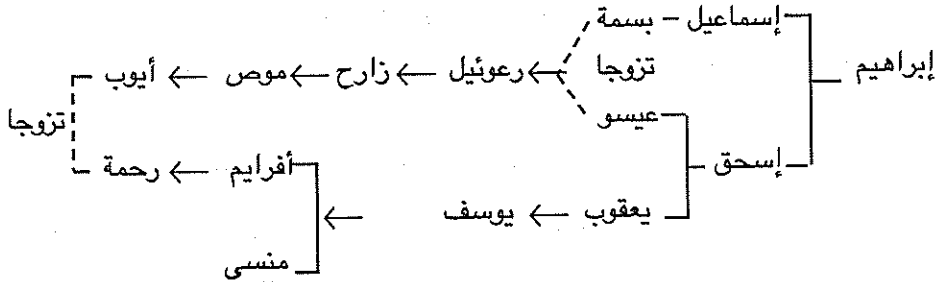 إبراهيم
إسماعيل – بسمة
تزوجا
رعوئيل ← زارح ← موص ← أيوب
تزوجا
عيسو
إسحق
أفرايم ← رحمة
يعقوب ← يوسف ←
منسى